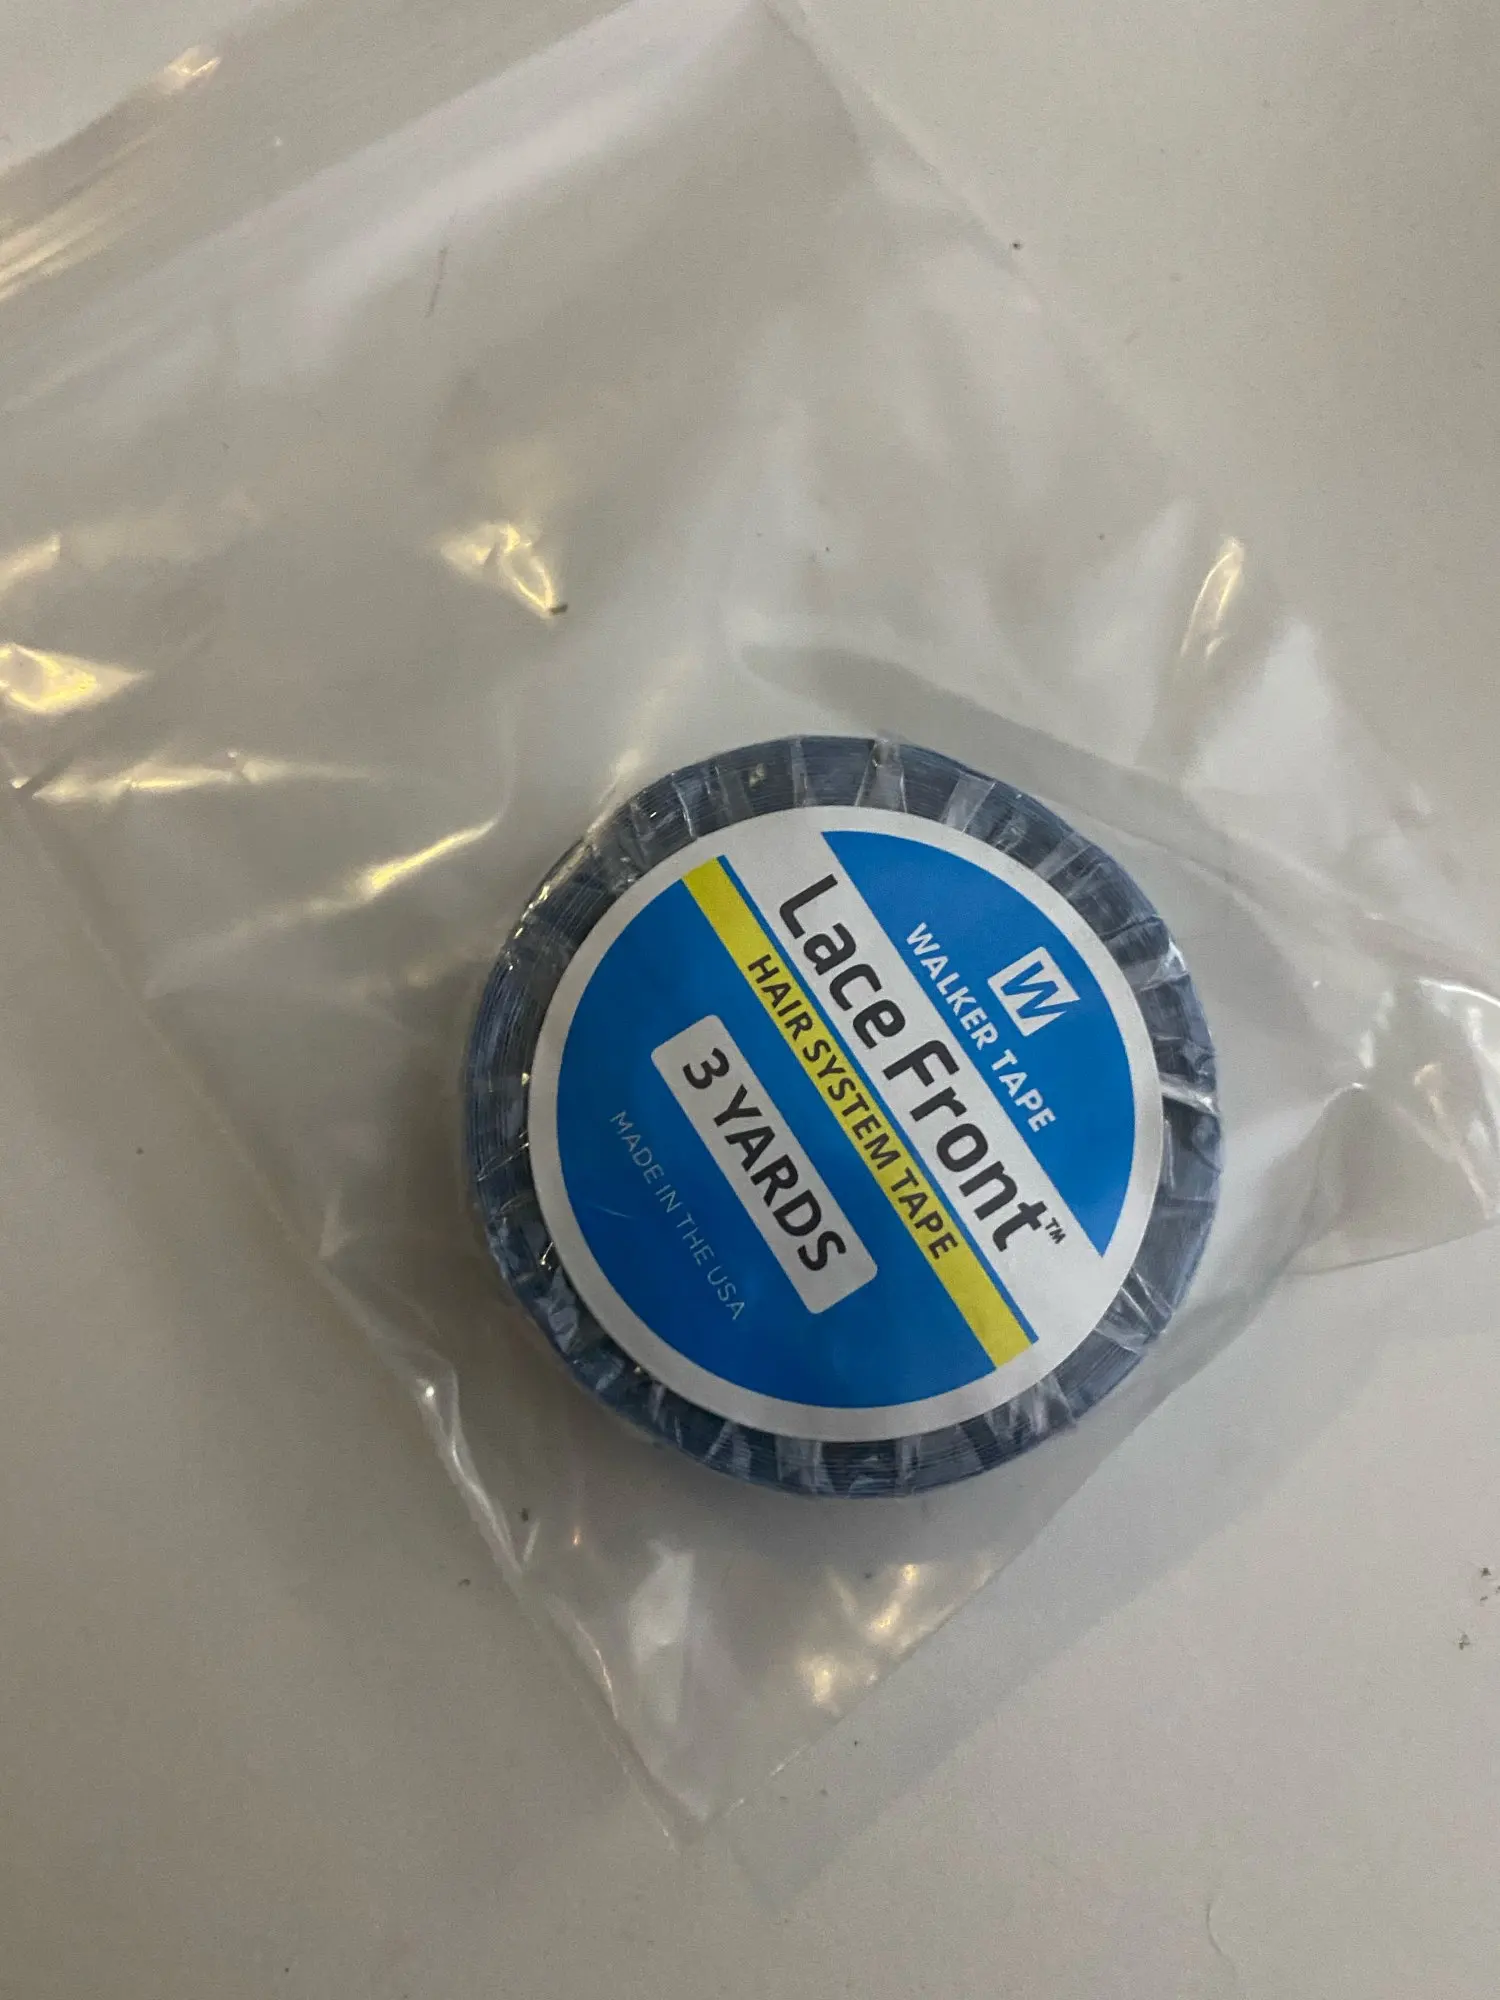 W
WALKER TAPE
Lace Front™
HAIR SYSTEM TAPE
3 YARDS
MADE IN THE USA